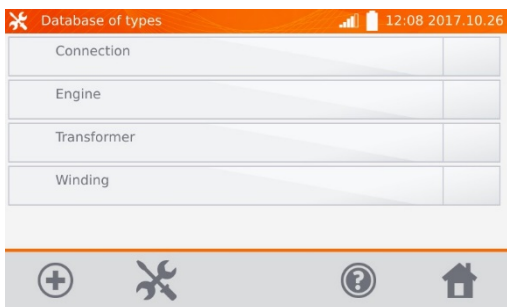 Database of types 12:08 2017.10.26
Connection
Engine
Transformer
Winding